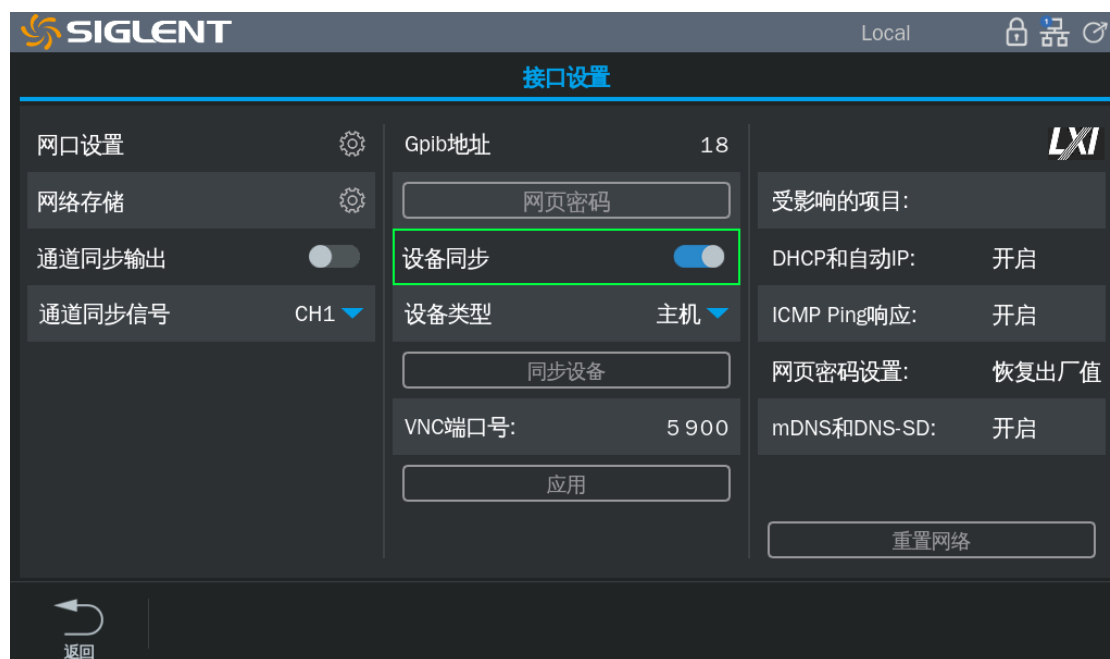 SIGLENT
Local
1
接口设置
网口设置
网络存储
通道同步输出
通道同步信号 CH1
Gpib地址 18
网页密码
设备同步
设备类型 主机
同步设备
VNC端口号: 5900
应用
LXI
受影响的项目:
DHCP和自动IP: 开启
ICMP Ping响应: 开启
网页密码设置: 恢复出厂值
mDNS和DNS-SD: 开启
重置网络
返回